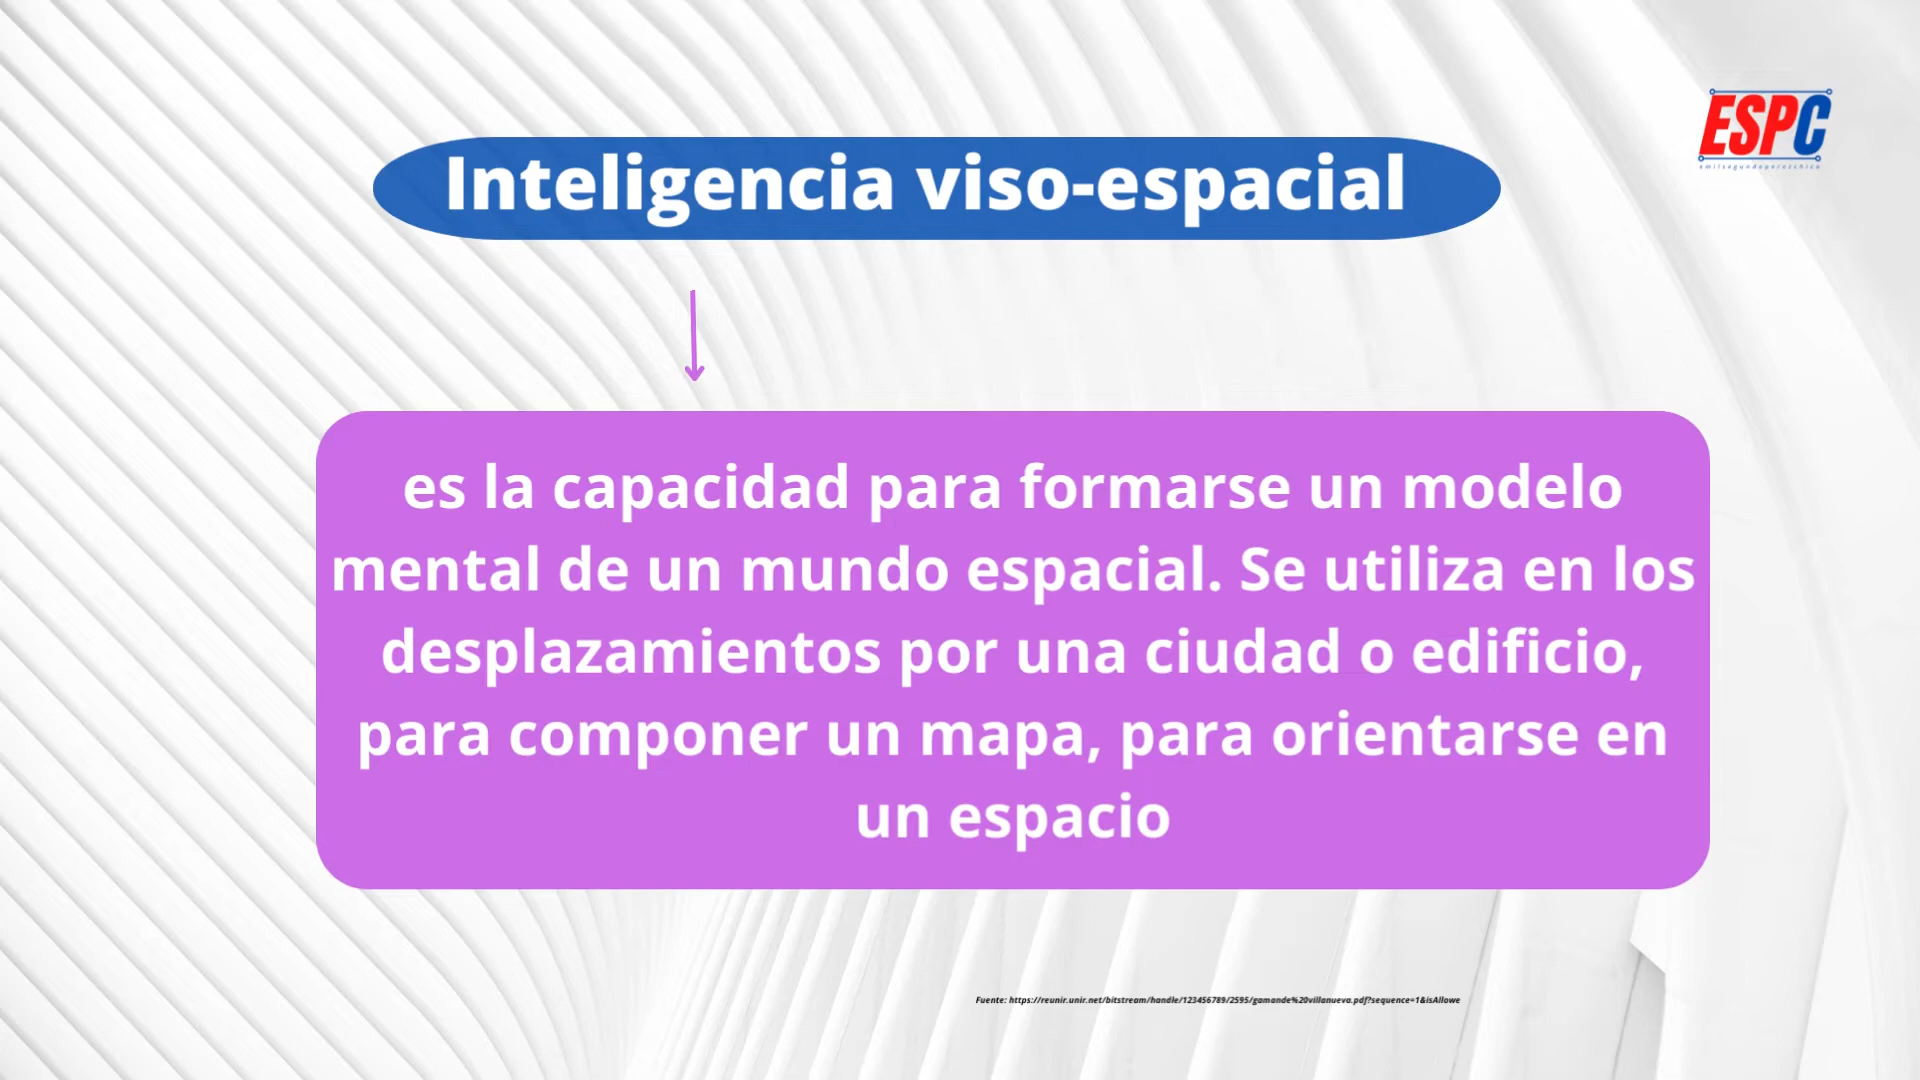 ESPC
emilsegundoperezchico
Inteligencia viso-espacial
es la capacidad para formarse un modelo
mental de un mundo espacial. Se utiliza en los
desplazamientos por una ciudad o edificio,
para componer un mapa, para orientarse en
un espacio
Fuente: https://reunir.unir.net/bitstream/handle/123456789/2595/gamande%20villanueva.pdf?sequence=1&isAllowe